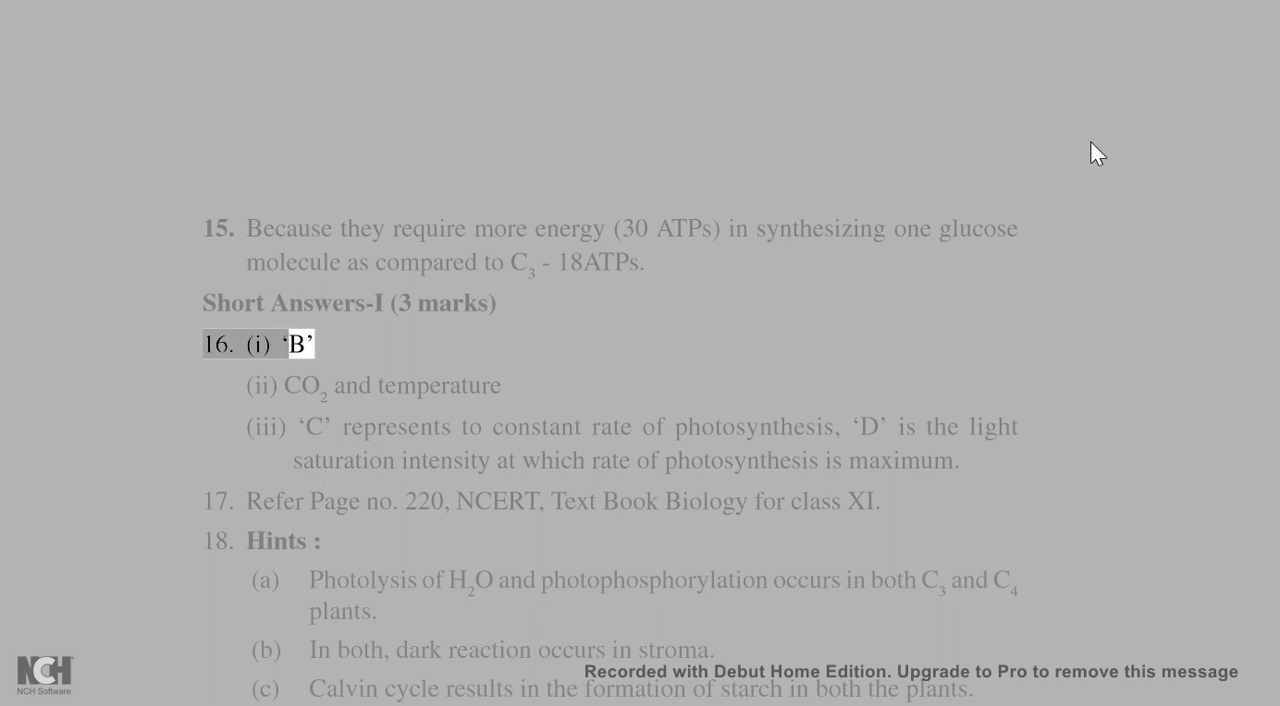 15. Because they require more energy (30 ATPs) in synthesizing one glucose
molecule as compared to C₃ - 18ATPs.
Short Answers-I (3 marks)
16. (i) ‘B’
(ii) CO₂ and temperature
(iii) ‘C’ represents to constant rate of photosynthesis, ‘D’ is the light
saturation intensity at which rate of photosynthesis is maximum.
17. Refer Page no. 220, NCERT, Text Book Biology for class XI.
18. Hints :
(a) Photolysis of H₂O and photophosphorylation occurs in both C₃ and C₄
plants.
(b) In both, dark reaction occurs in stroma.
Recorded with Debut Home Edition. Upgrade to Pro to remove this message
(c) Calvin cycle results in the formation of starch in both the plants.
NCH
NCH Software